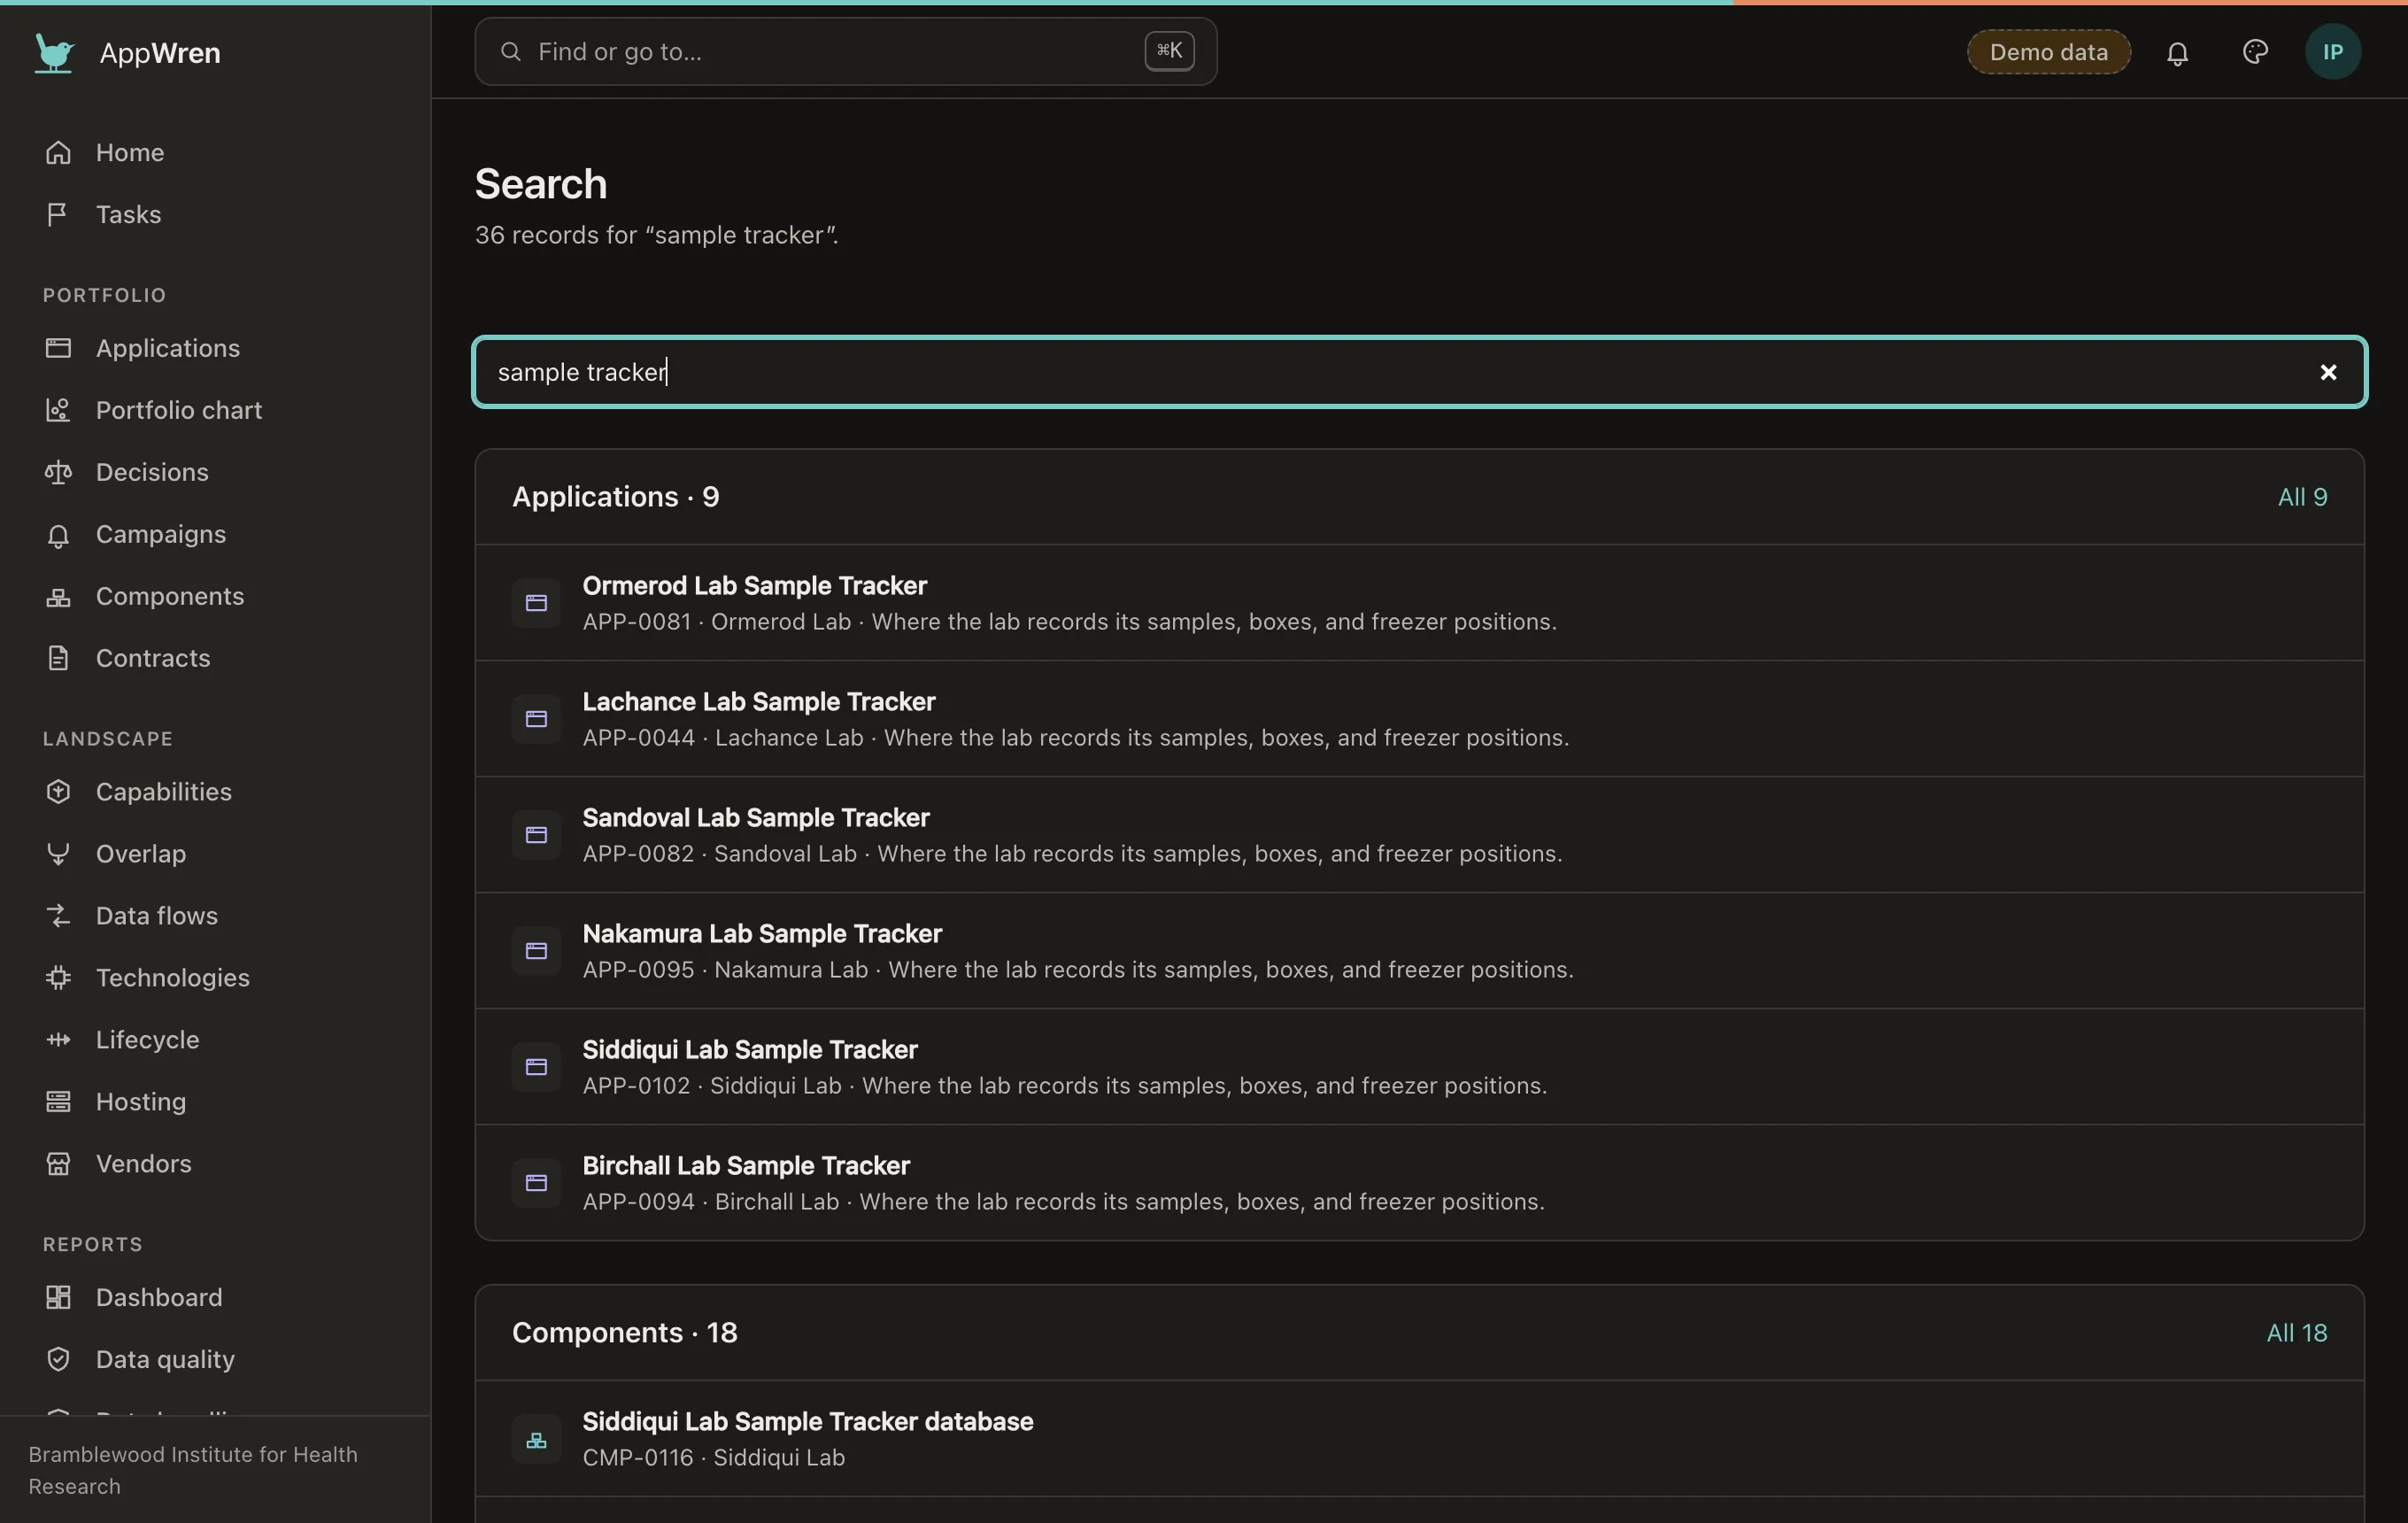 AppWren
Find or go to...
⌘K
Demo data
IP
Home
Tasks
PORTFOLIO
Applications
Portfolio chart
Decisions
Campaigns
Components
Contracts
LANDSCAPE
Capabilities
Overlap
Data flows
Technologies
Lifecycle
Hosting
Vendors
REPORTS
Dashboard
Data quality
Bramblewood Institute for Health
Research
Search
36 records for “sample tracker”.
sample tracker
Applications · 9
All 9
Ormerod Lab Sample Tracker
APP-0081 · Ormerod Lab · Where the lab records its samples, boxes, and freezer positions.
Lachance Lab Sample Tracker
APP-0044 · Lachance Lab · Where the lab records its samples, boxes, and freezer positions.
Sandoval Lab Sample Tracker
APP-0082 · Sandoval Lab · Where the lab records its samples, boxes, and freezer positions.
Nakamura Lab Sample Tracker
APP-0095 · Nakamura Lab · Where the lab records its samples, boxes, and freezer positions.
Siddiqui Lab Sample Tracker
APP-0102 · Siddiqui Lab · Where the lab records its samples, boxes, and freezer positions.
Birchall Lab Sample Tracker
APP-0094 · Birchall Lab · Where the lab records its samples, boxes, and freezer positions.
Components · 18
All 18
Siddiqui Lab Sample Tracker database
CMP-0116 · Siddiqui Lab